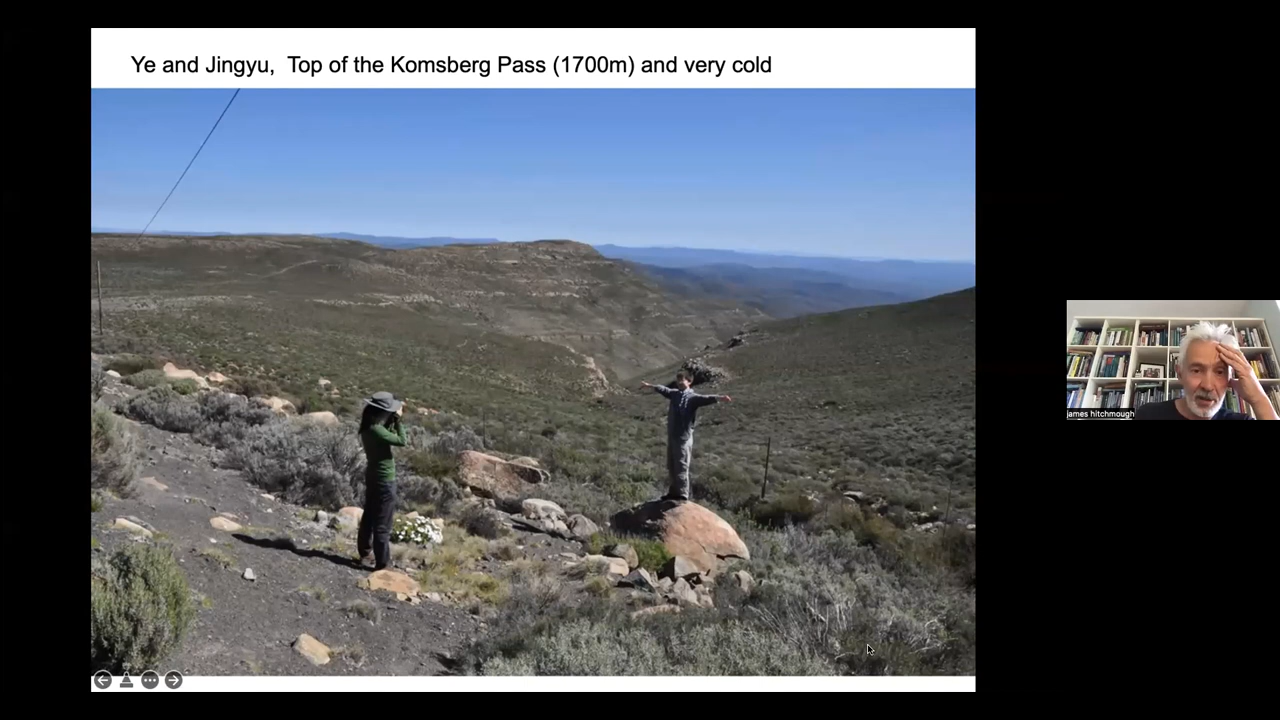 Ye and Jingyu,  Top of the Komsberg Pass (1700m) and very cold
james hitchmough